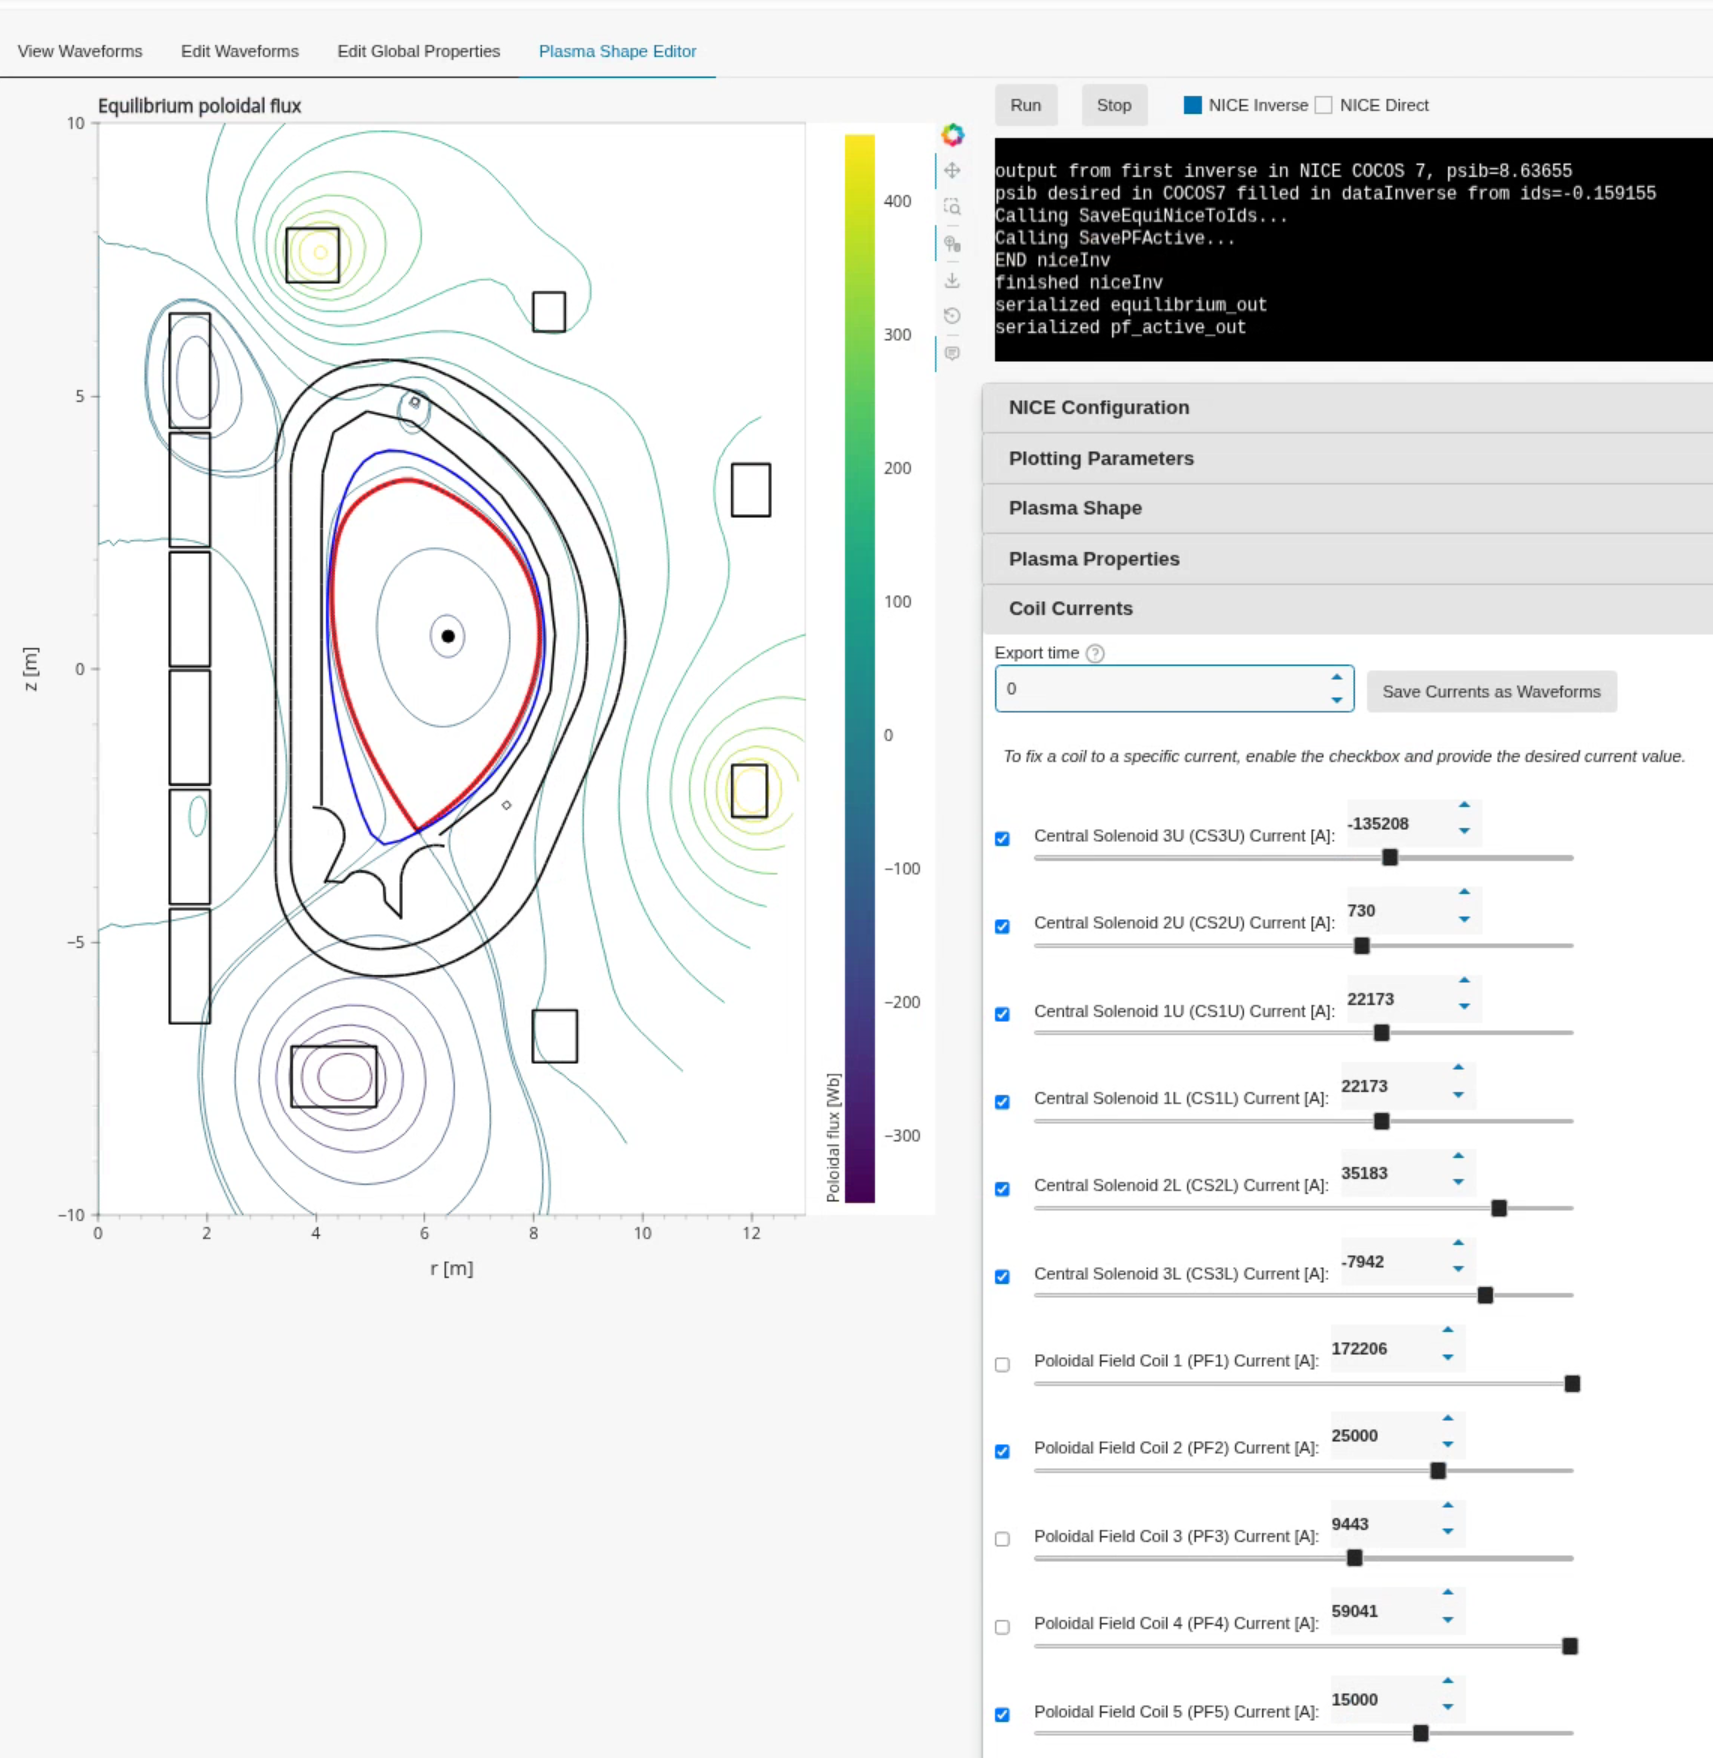 View Waveforms Edit Waveforms Edit Global Properties Plasma Shape Editor
Equilibrium poloidal flux
10
5
0
−5
−10
z [m]
0 2 4 6 8 10 12
r [m]
400
300
200
100
0
−100
−200
−300
Poloidal flux [Wb]
Run Stop NICE Inverse NICE Direct
output from first inverse in NICE COCOS 7, psib=8.63655
psib desired in COCOS7 filled in dataInverse from ids=-0.159155
Calling SaveEquiNiceToIds...
Calling SavePFActive...
END niceInv
finished niceInv
serialized equilibrium_out
serialized pf_active_out
NICE Configuration
Plotting Parameters
Plasma Shape
Plasma Properties
Coil Currents
Export time ?
0 Save Currents as Waveforms
To fix a coil to a specific current, enable the checkbox and provide the desired current value.
Central Solenoid 3U (CS3U) Current [A]: -135208
Central Solenoid 2U (CS2U) Current [A]: 730
Central Solenoid 1U (CS1U) Current [A]: 22173
Central Solenoid 1L (CS1L) Current [A]: 22173
Central Solenoid 2L (CS2L) Current [A]: 35183
Central Solenoid 3L (CS3L) Current [A]: -7942
Poloidal Field Coil 1 (PF1) Current [A]: 172206
Poloidal Field Coil 2 (PF2) Current [A]: 25000
Poloidal Field Coil 3 (PF3) Current [A]: 9443
Poloidal Field Coil 4 (PF4) Current [A]: 59041
Poloidal Field Coil 5 (PF5) Current [A]: 15000